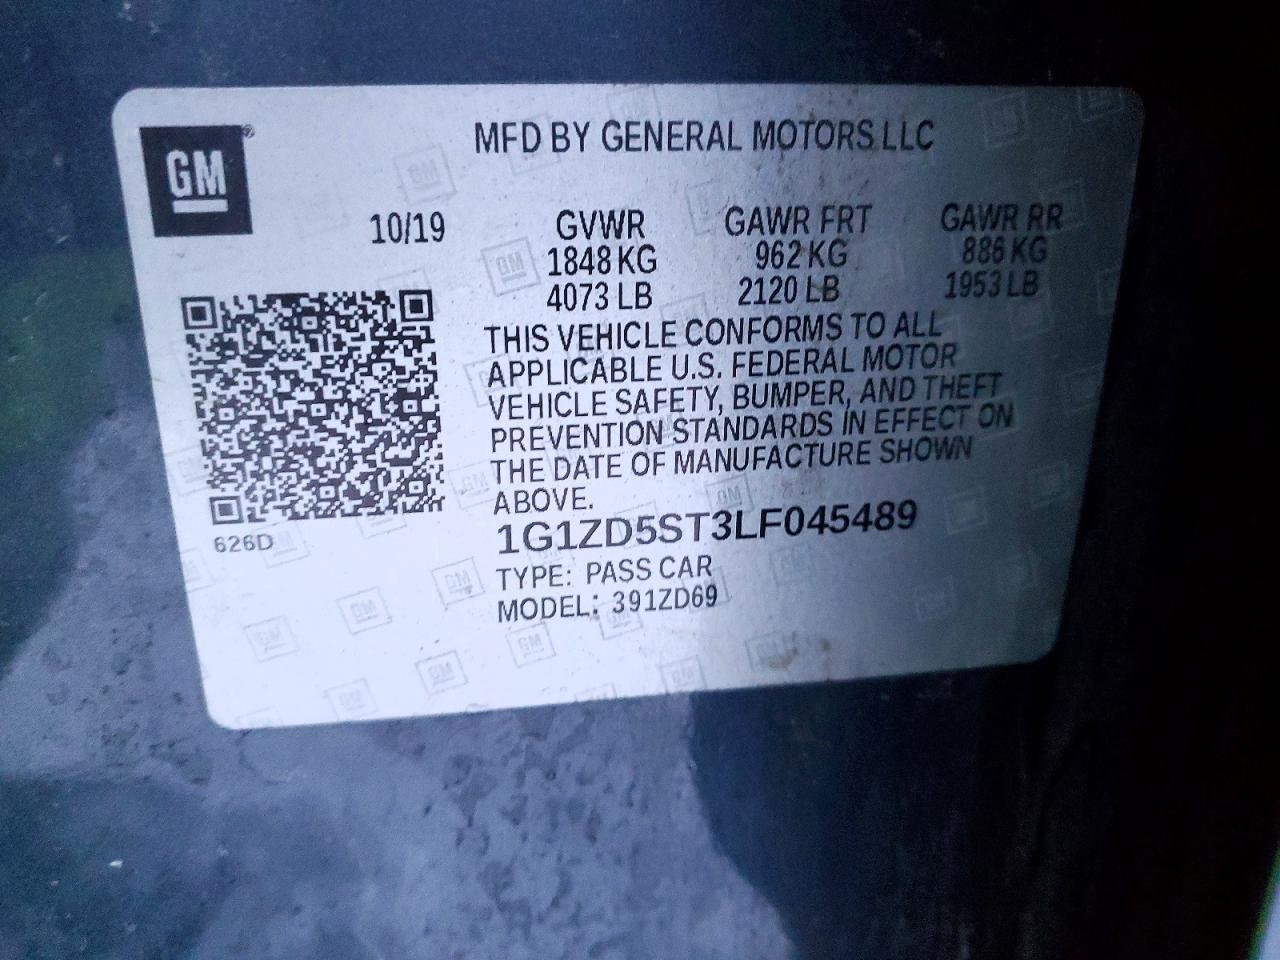 GM
MFD BY GENERAL MOTORS LLC
10/19 GVWR GAWR FRT GAWR RR
1848 KG 962 KG 886 KG
4073 LB 2120 LB 1953 LB
THIS VEHICLE CONFORMS TO ALL
APPLICABLE U.S. FEDERAL MOTOR
VEHICLE SAFETY, BUMPER, AND THEFT
PREVENTION STANDARDS IN EFFECT ON
THE DATE OF MANUFACTURE SHOWN
ABOVE.
626D
1G1ZD5ST3LF045489
TYPE: PASS CAR
MODEL: 391ZD69